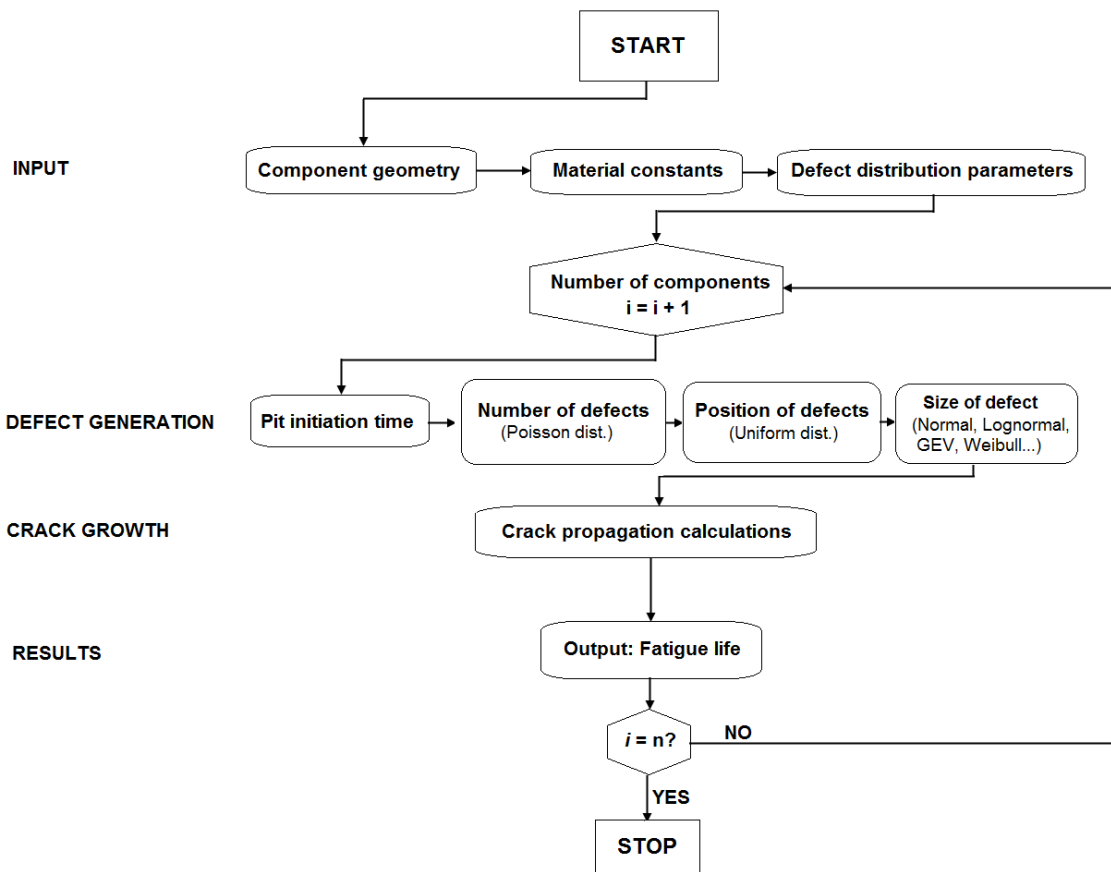 START
INPUT
Component geometry
Material constants
Defect distribution parameters
Number of components
i = i + 1
DEFECT GENERATION
Pit initiation time
Number of defects
(Poisson dist.)
Position of defects
(Uniform dist.)
Size of defect
(Normal, Lognormal,
GEV, Weibull...)
CRACK GROWTH
Crack propagation calculations
RESULTS
Output: Fatigue life
i = n?
NO
YES
STOP